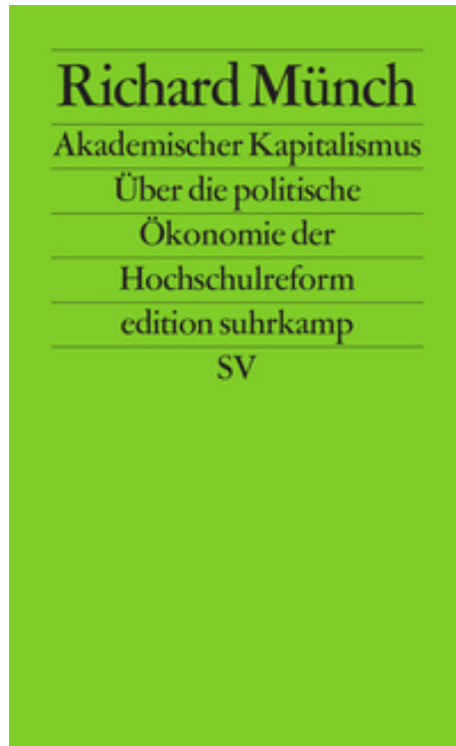 Richard Münch
Akademischer Kapitalismus
Über die politische
Ökonomie der
Hochschulreform
edition suhrkamp
SV